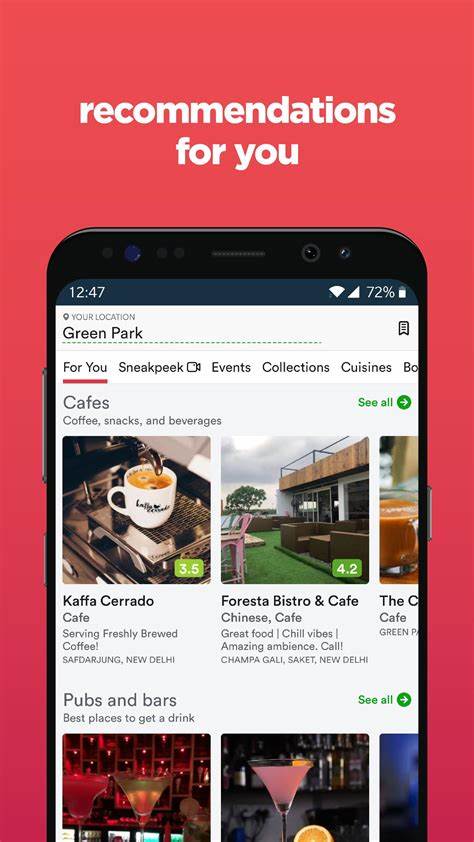 recommendations
for you
12:47
72%
YOUR LOCATION
Green Park
For You Sneakpeek Events Collections Cuisines Bo
Cafes
See all
Coffee, snacks, and beverages
kaffa
cerrado
3.5
4.2
Kaffa Cerrado
Cafe
Serving Freshly Brewed
Coffee!
SAFDARJUNG, NEW DELHI
Foresta Bistro & Cafe
Chinese, Cafe
Great food | Chill vibes |
Amazing ambience. Call!
CHAMPA GALI, SAKET, NEW DELHI
The C
Cafe
GREEN PA
Pubs and bars
See all
Best places to get a drink